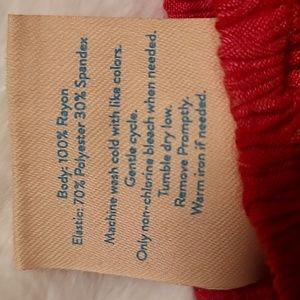 Body: 100% Rayon
Elastic: 70% Polyester 30% Spandex
Machine wash cold with like colors.
Gentle cycle.
Only non-chlorine bleach when needed.
Tumble dry low.
Remove Promptly.
Warm iron if needed.